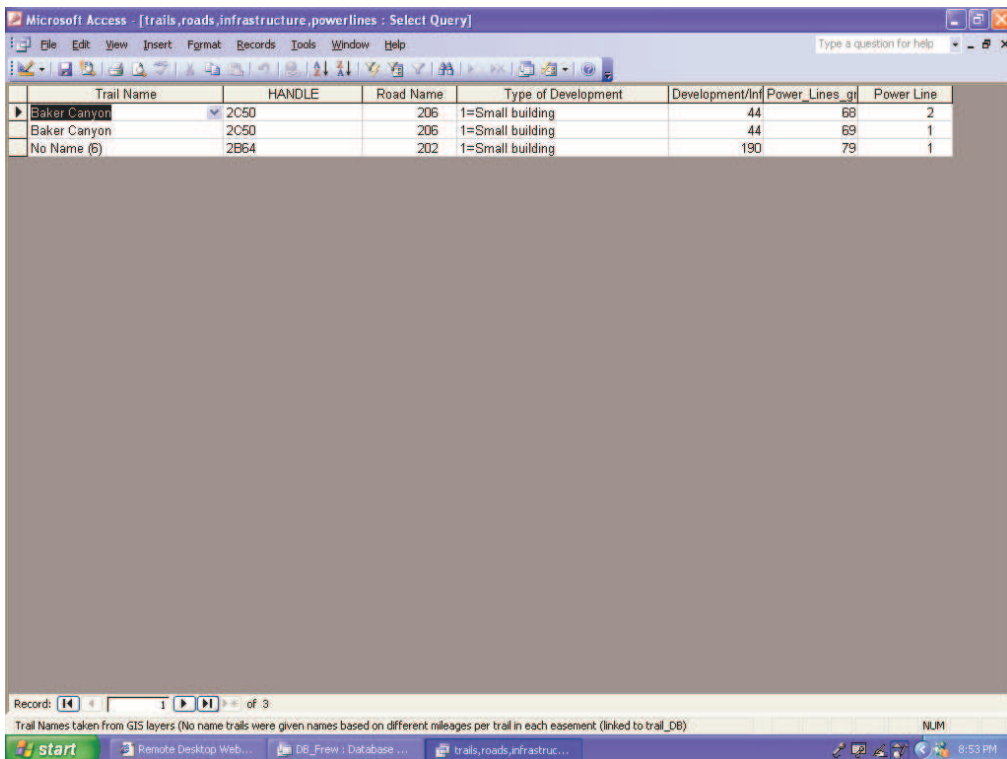 Microsoft Access - [trails,roads,infrastructure,powerlines : Select Query]
File Edit View Insert Format Records Tools Window Help Type a question for help
Trail Name HANDLE Road Name Type of Development Development/Inf Power_Lines_gr Power Line
Baker Canyon 2C50 206 1=Small building 44 68 2
Baker Canyon 2C50 206 1=Small building 44 69 1
No Name (6) 2B64 202 1=Small building 190 79 1
Record: 1 of 3
Trail Names taken from GIS layers (No name trails were given names based on different mileages per trail in each easement (linked to trail_DB) NUM
start Remote Desktop Web... DB_Frew : Database ... trails,roads,infrastruc... 8:53 PM